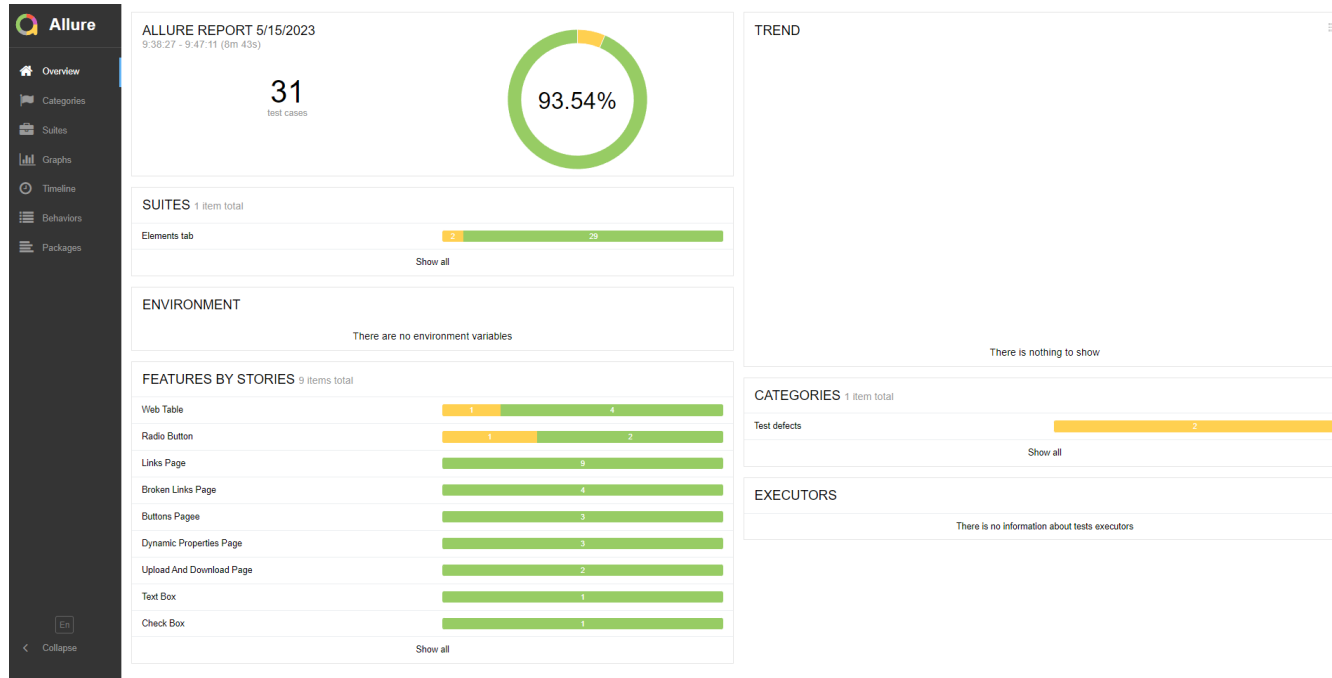 Allure
Overview
Categories
Suites
Graphs
Timeline
Behaviors
Packages
En
Collapse
ALLURE REPORT 5/15/2023
9:38:27 - 9:47:11 (8m 43s)
31
test cases
93.54%
SUITES 1 item total
Elements tab 2 29
Show all
ENVIRONMENT
There are no environment variables
FEATURES BY STORIES 9 items total
Web Table 1 4
Radio Button 1 2
Links Page 9
Broken Links Page 4
Buttons Pagee 3
Dynamic Properties Page 3
Upload And Download Page 2
Text Box 1
Check Box 1
Show all
TREND
There is nothing to show
CATEGORIES 1 item total
Test defects 2
Show all
EXECUTORS
There is no information about tests executors